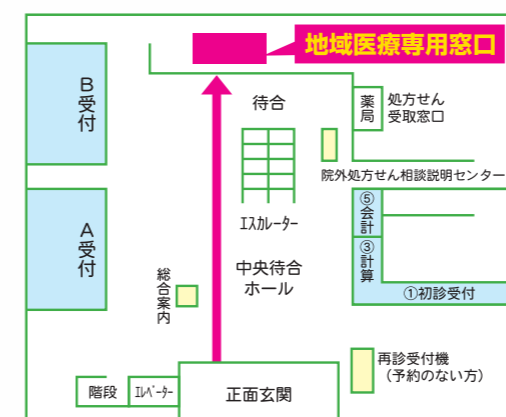 地域医療専用窓口
B受付
待合
薬局
処方せん
受取窓口
院外処方せん相談説明センター
A受付
エスカレーター
⑤会計
③計算
中央待合
ホール
総合案内
①初診受付
再診受付機
（予約のない方）
階段
エレベーター
正面玄関